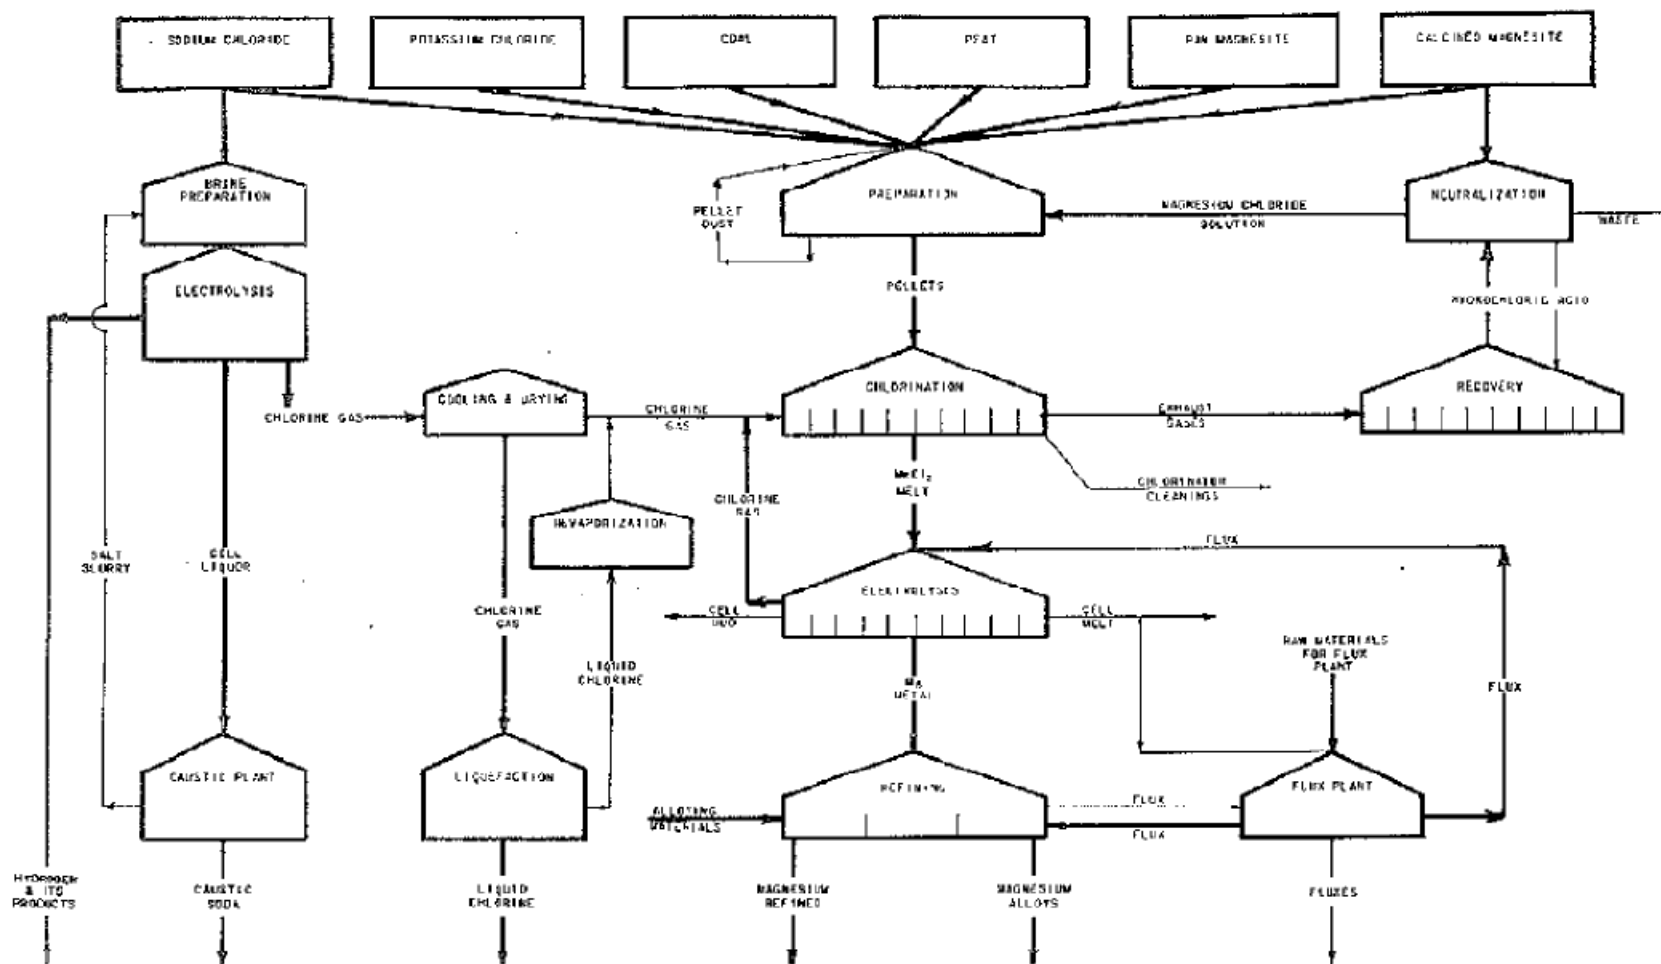 SODIUM CHLORIDE
POTASSIUM CHLORIDE
COAL
PEAT
RAW MAGNESITE
CALCINED MAGNESITE
BRINE
PREPARATION
PREPARATION
NEUTRALIZATION
PELLET
DUST
MAGNESIUM CHLORIDE
SOLUTION
WASTE
ELECTROLYSIS
PELLETS
HYDROCHLORIC ACID
CHLORINATION
RECOVERY
COOLING & DRYING
CHLORINE GAS
CHLORINE
GAS
EXHAUST
GASES
MGCl2
MELT
CHLORINATOR
CLEANINGS
CHLORINE
GAS
REVAPORIZATION
FLUX
SALT
SLURRY
CELL
LIQUOR
ELECTROLYSIS
CHLORINE
GAS
CELL
MUD
CELL
MELT
RAW MATERIALS
FOR FLUX
PLANT
LIQUID
CHLORINE
MG
METAL
FLUX
CAUSTIC PLANT
LIQUEFACTION
REFINING
FLUX PLANT
ALLOYING
MATERIALS
FLUX
FLUX
HYDROGEN
& ITS
PRODUCTS
CAUSTIC
SODA
LIQUID
CHLORINE
MAGNESIUM
REFINED
MAGNESIUM
ALLOYS
FLUXES